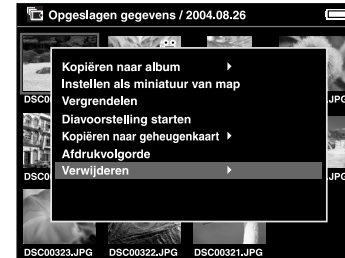 Opgeslagen gegevens / 2004.08.26
Kopiëren naar album
Instellen als miniatuur van map
Vergrendelen
Diavoorstelling starten
Kopiëren naar geheugenkaart
Afdrukvolgorde
Verwijderen
DSC00323.JPG DSC00322.JPG DSC00321.JPG